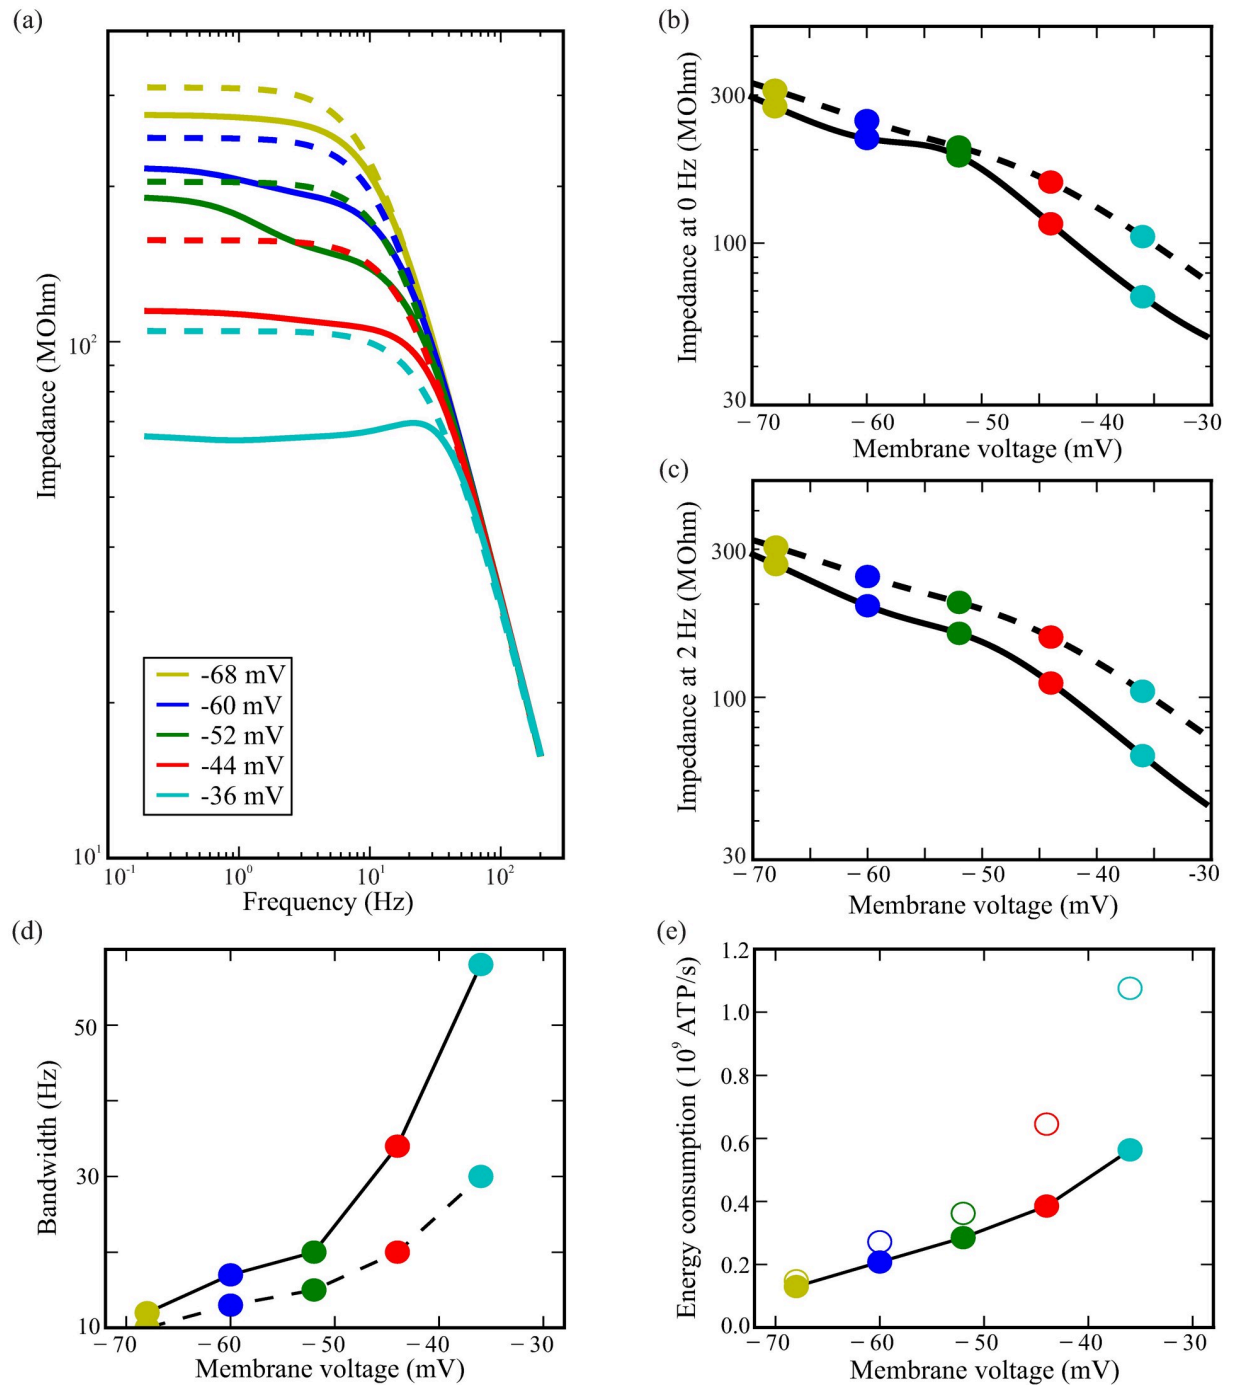 (a)
Impedance (MOhm)
10²
10¹
10⁻¹ 10⁰ 10¹ 10²
Frequency (Hz)
-68 mV
-60 mV
-52 mV
-44 mV
-36 mV
(b)
Impedance at 0 Hz (MOhm)
300
100
30
−70 −60 −50 −40 −30
Membrane voltage (mV)
(c)
Impedance at 2 Hz (MOhm)
300
100
30
−70 −60 −50 −40 -30
Membrane voltage (mV)
(d)
Bandwidth (Hz)
50
30
10
−70 −60 −50 −40 −30
Membrane voltage (mV)
(e)
Energy consumption (10⁹ ATP/s)
1.2
1.0
0.8
0.6
0.4
0.2
0.0
−70 −60 −50 −40 −30
Membrane voltage (mV)